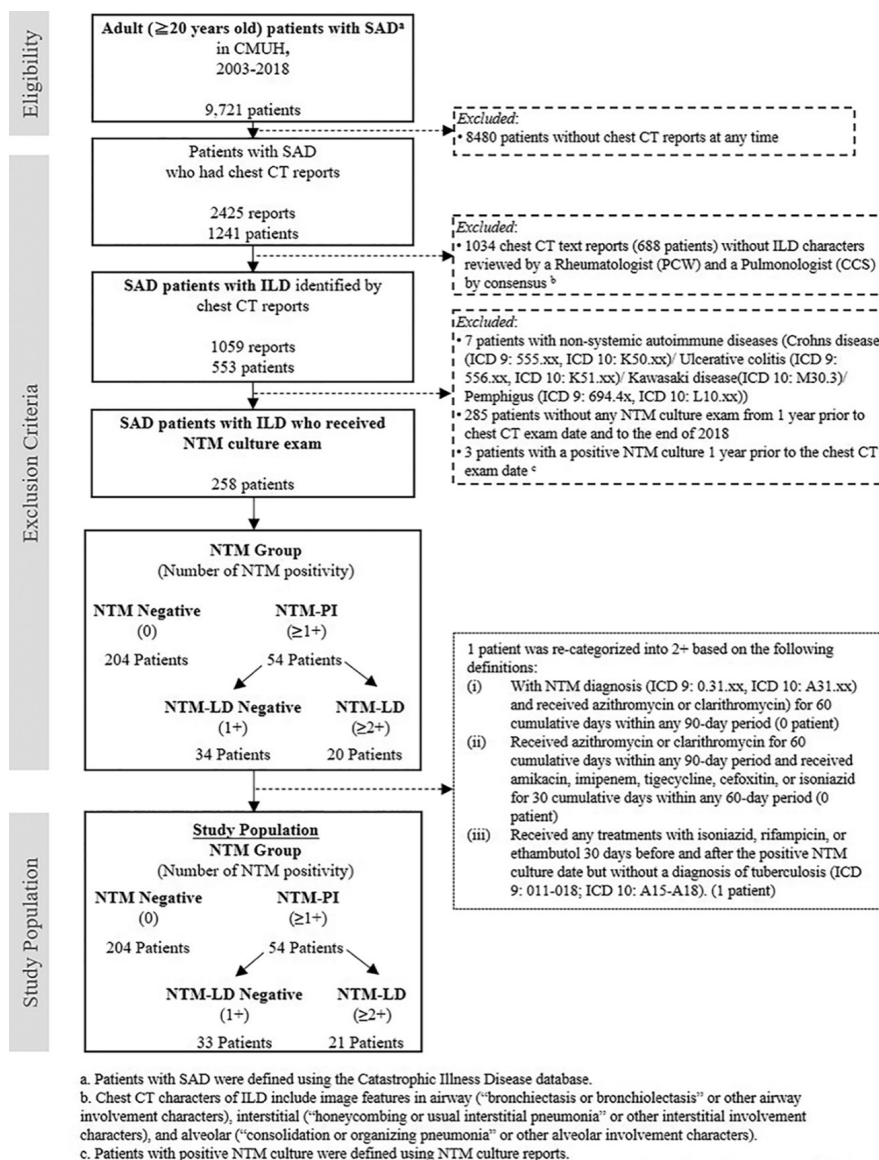 Eligibility
Adult (≧20 years old) patients with SADᵃ
in CMUH,
2003-2018
9,721 patients
Excluded:
• 8480 patients without chest CT reports at any time
Exclusion Criteria
Patients with SAD
who had chest CT reports
2425 reports
1241 patients
Excluded:
• 1034 chest CT text reports (688 patients) without ILD characters
reviewed by a Rheumatologist (PCW) and a Pulmonologist (CCS)
by consensus ᵇ
SAD patients with ILD identified by
chest CT reports
1059 reports
553 patients
Excluded:
• 7 patients with non-systemic autoimmune diseases (Crohns disease
(ICD 9: 555.xx, ICD 10: K50.xx)/ Ulcerative colitis (ICD 9:
556.xx, ICD 10: K51.xx)/ Kawasaki disease(ICD 10: M30.3)/
Pemphigus (ICD 9: 694.4x, ICD 10: L10.xx))
• 285 patients without any NTM culture exam from 1 year prior to
chest CT exam date and to the end of 2018
• 3 patients with a positive NTM culture 1 year prior to the chest CT
exam date ᶜ
SAD patients with ILD who received
NTM culture exam
258 patients
NTM Group
(Number of NTM positivity)
NTM Negative
(0)
204 Patients
NTM-PI
(≥1+)
54 Patients
NTM-LD Negative
(1+)
34 Patients
NTM-LD
(≥2+)
20 Patients
1 patient was re-categorized into 2+ based on the following
definitions:
(i) With NTM diagnosis (ICD 9: 0.31.xx, ICD 10: A31.xx)
and received azithromycin or clarithromycin) for 60
cumulative days within any 90-day period (0 patient)
(ii) Received azithromycin or clarithromycin for 60
cumulative days within any 90-day period and received
amikacin, imipenem, tigecycline, cefoxitin, or isoniazid
for 30 cumulative days within any 60-day period (0
patient)
(iii) Received any treatments with isoniazid, rifampicin, or
ethambutol 30 days before and after the positive NTM
culture date but without a diagnosis of tuberculosis (ICD
9: 011-018; ICD 10: A15-A18). (1 patient)
Study Population
Study Population
NTM Group
(Number of NTM positivity)
NTM Negative
(0)
204 Patients
NTM-PI
(≥1+)
54 Patients
NTM-LD Negative
(1+)
33 Patients
NTM-LD
(≥2+)
21 Patients
a. Patients with SAD were defined using the Catastrophic Illness Disease database.
b. Chest CT characters of ILD include image features in airway (“bronchiectasis or bronchiolectasis” or other airway
involvement characters), interstitial (“honeycombing or usual interstitial pneumonia” or other interstitial involvement
characters), and alveolar (“consolidation or organizing pneumonia” or other alveolar involvement characters).
c. Patients with positive NTM culture were defined using NTM culture reports.